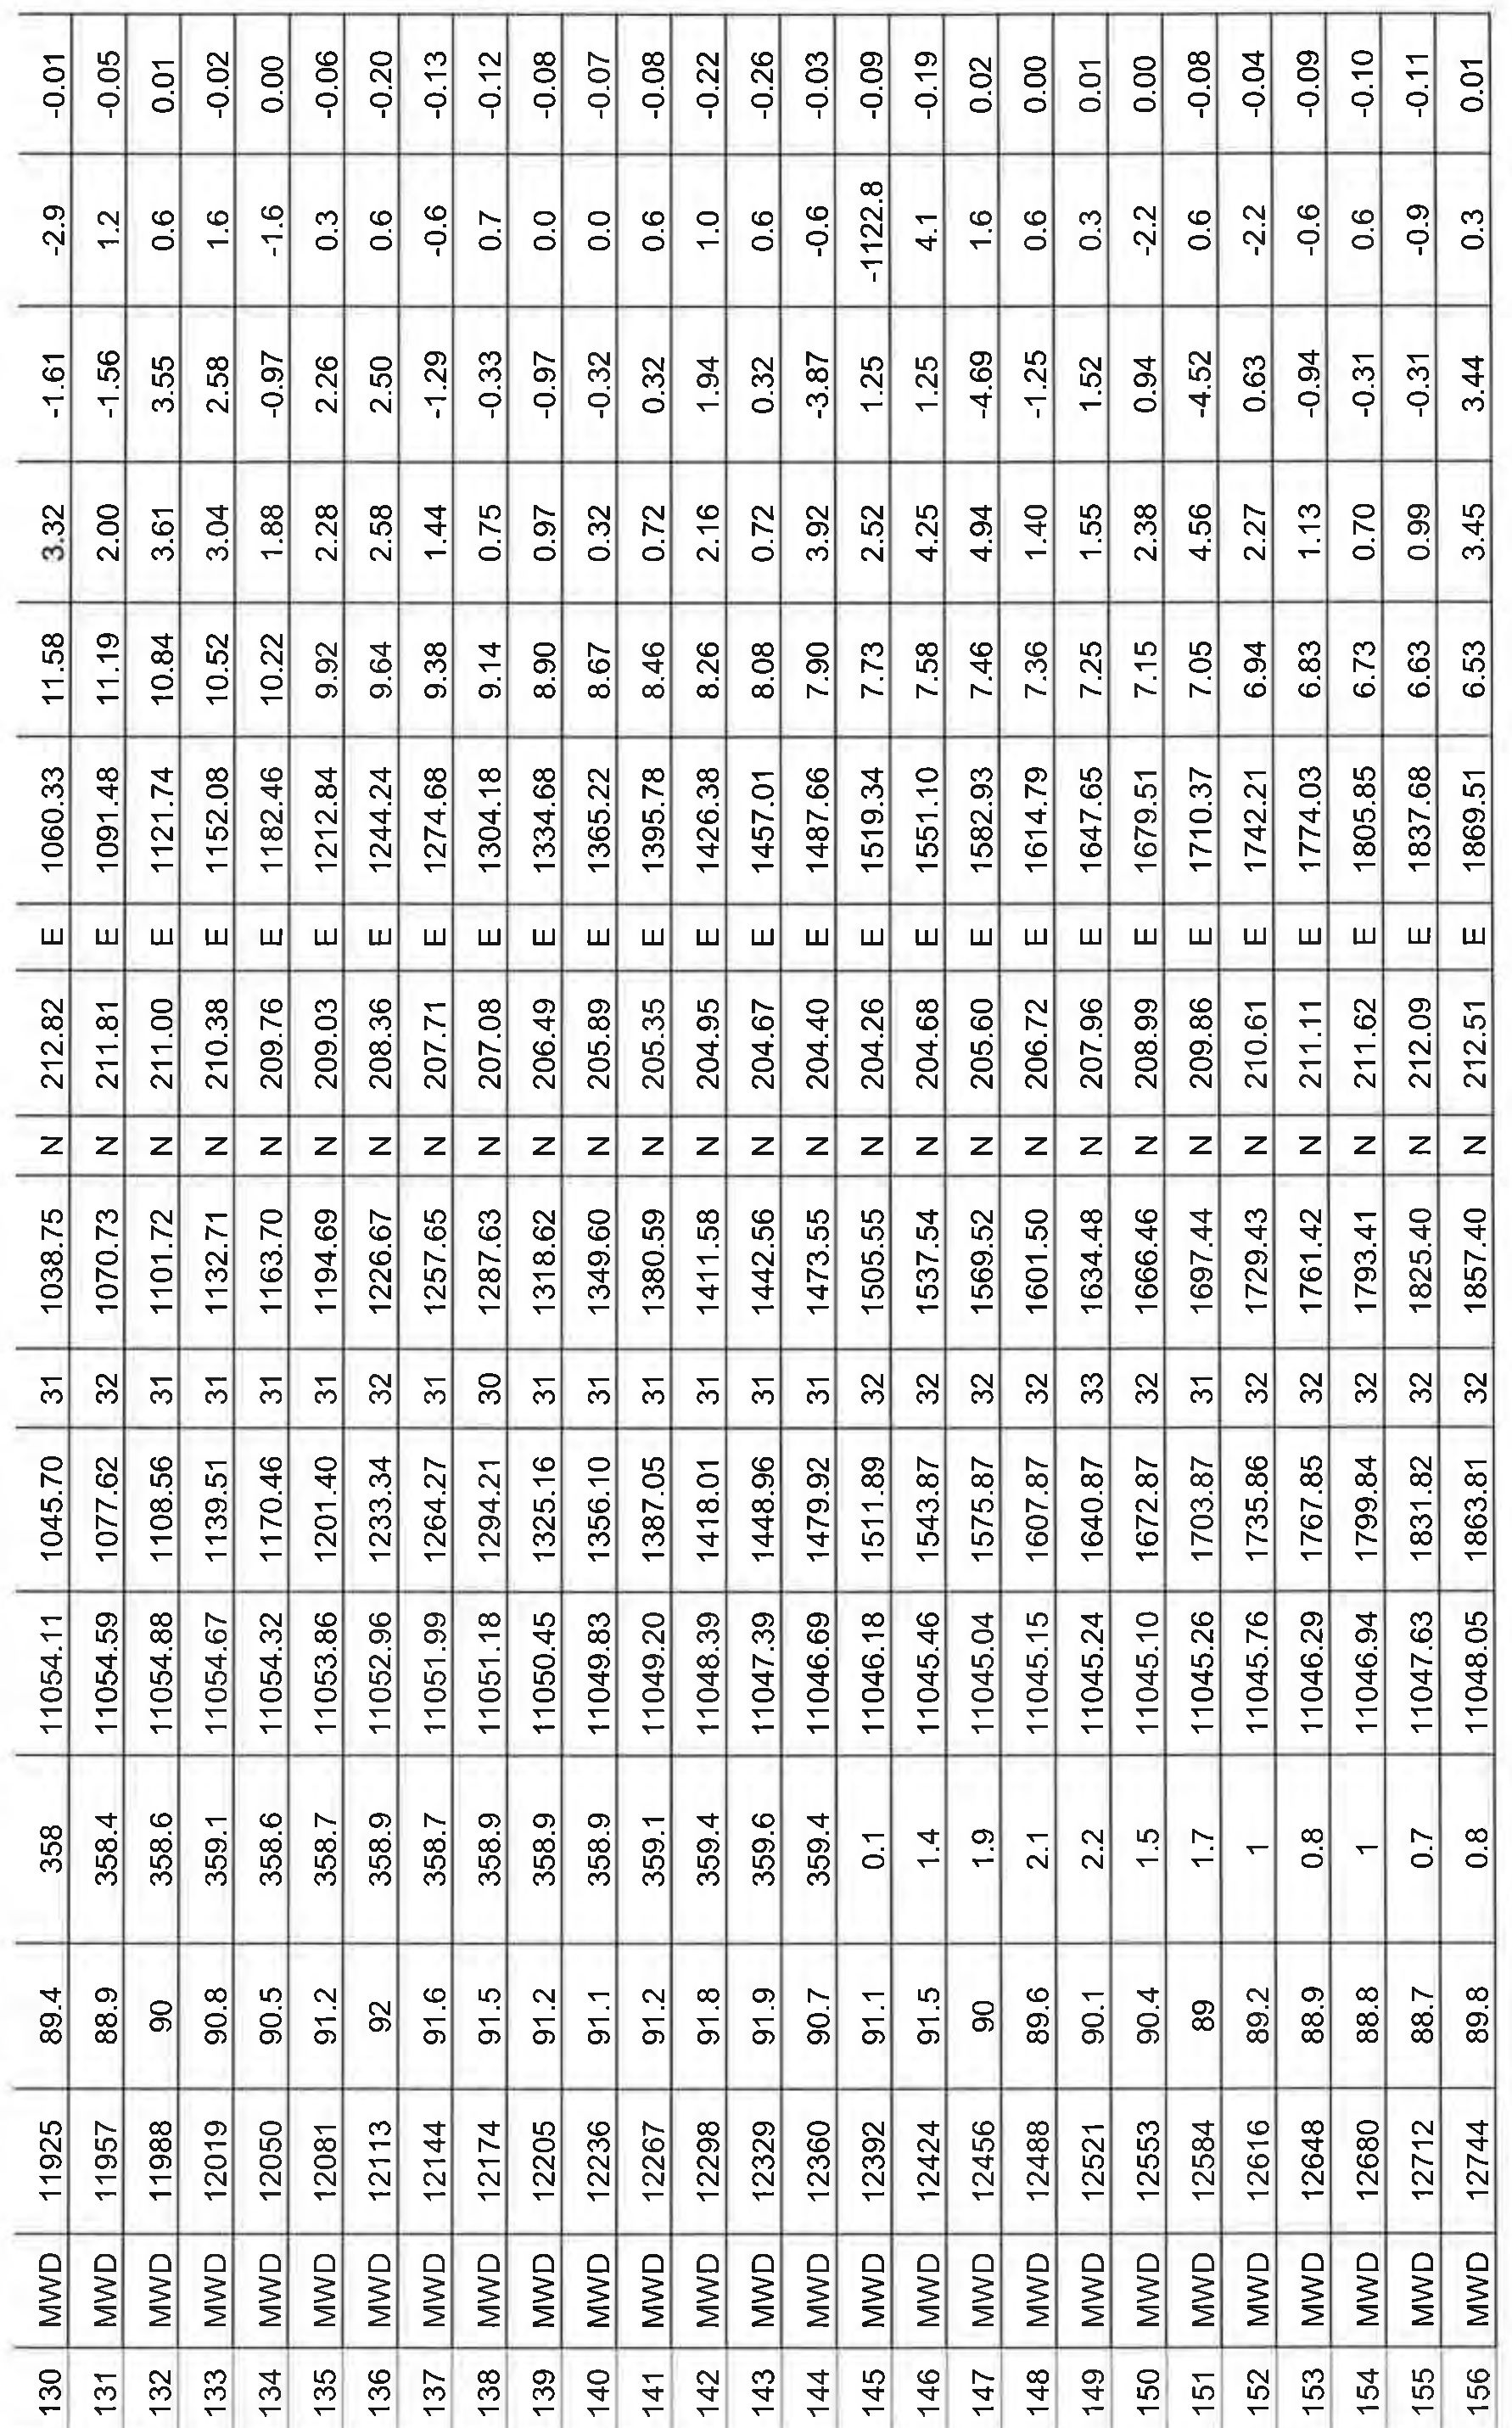 130 MWD 11925 89.4 358 11054.11 1045.70 31 1038.75 N 212.82 E 1060.33 11.58 3.32 -1.61 -2.9 -0.01
131 MWD 11957 88.9 358.4 11054.59 1077.62 32 1070.73 N 211.81 E 1091.48 11.19 2.00 -1.56 1.2 -0.05
132 MWD 11988 90 358.6 11054.88 1108.56 31 1101.72 N 211.00 E 1121.74 10.84 3.61 3.55 0.6 0.01
133 MWD 12019 90.8 359.1 11054.67 1139.51 31 1132.71 N 210.38 E 1152.08 10.52 3.04 2.58 1.6 -0.02
134 MWD 12050 90.5 358.6 11054.32 1170.46 31 1163.70 N 209.76 E 1182.46 10.22 1.88 -0.97 -1.6 0.00
135 MWD 12081 91.2 358.7 11053.86 1201.40 31 1194.69 N 209.03 E 1212.84 9.92 2.28 2.26 0.3 -0.06
136 MWD 12113 92 358.9 11052.96 1233.34 32 1226.67 N 208.36 E 1244.24 9.64 2.58 2.50 0.6 -0.20
137 MWD 12144 91.6 358.7 11051.99 1264.27 31 1257.65 N 207.71 E 1274.68 9.38 1.44 -1.29 -0.6 -0.13
138 MWD 12174 91.5 358.9 11051.18 1294.21 30 1287.63 N 207.08 E 1304.18 9.14 0.75 -0.33 0.7 -0.12
139 MWD 12205 91.2 358.9 11050.45 1325.16 31 1318.62 N 206.49 E 1334.68 8.90 0.97 -0.97 0.0 -0.08
140 MWD 12236 91.1 358.9 11049.83 1356.10 31 1349.60 N 205.89 E 1365.22 8.67 0.32 -0.32 0.0 -0.07
141 MWD 12267 91.2 359.1 11049.20 1387.05 31 1380.59 N 205.35 E 1395.78 8.46 0.72 0.32 0.6 -0.08
142 MWD 12298 91.8 359.4 11048.39 1418.01 31 1411.58 N 204.95 E 1426.38 8.26 2.16 1.94 1.0 -0.22
143 MWD 12329 91.9 359.6 11047.39 1448.96 31 1442.56 N 204.67 E 1457.01 8.08 0.72 0.32 0.6 -0.26
144 MWD 12360 90.7 359.4 11046.69 1479.92 31 1473.55 N 204.40 E 1487.66 7.90 3.92 -3.87 -0.6 -0.03
145 MWD 12392 91.1 0.1 11046.18 1511.89 32 1505.55 N 204.26 E 1519.34 7.73 2.52 1.25 -1122.8 -0.09
146 MWD 12424 91.5 1.4 11045.46 1543.87 32 1537.54 N 204.68 E 1551.10 7.58 4.25 1.25 4.1 -0.19
147 MWD 12456 90 1.9 11045.04 1575.87 32 1569.52 N 205.60 E 1582.93 7.46 4.94 -4.69 1.6 0.02
148 MWD 12488 89.6 2.1 11045.15 1607.87 32 1601.50 N 206.72 E 1614.79 7.36 1.40 -1.25 0.6 0.00
149 MWD 12521 90.1 2.2 11045.24 1640.87 33 1634.48 N 207.96 E 1647.65 7.25 1.55 1.52 0.3 0.01
150 MWD 12553 90.4 1.5 11045.10 1672.87 32 1666.46 N 208.99 E 1679.51 7.15 2.38 0.94 -2.2 0.00
151 MWD 12584 89 1.7 11045.26 1703.87 31 1697.44 N 209.86 E 1710.37 7.05 4.56 -4.52 0.6 -0.08
152 MWD 12616 89.2 1 11045.76 1735.86 32 1729.43 N 210.61 E 1742.21 6.94 2.27 0.63 -2.2 -0.04
153 MWD 12648 88.9 0.8 11046.29 1767.85 32 1761.42 N 211.11 E 1774.03 6.83 1.13 -0.94 -0.6 -0.09
154 MWD 12680 88.8 1 11046.94 1799.84 32 1793.41 N 211.62 E 1805.85 6.73 0.70 -0.31 0.6 -0.10
155 MWD 12712 88.7 0.7 11047.63 1831.82 32 1825.40 N 212.09 E 1837.68 6.63 0.99 -0.31 -0.9 -0.11
156 MWD 12744 89.8 0.8 11048.05 1863.81 32 1857.40 N 212.51 E 1869.51 6.53 3.45 3.44 0.3 0.01